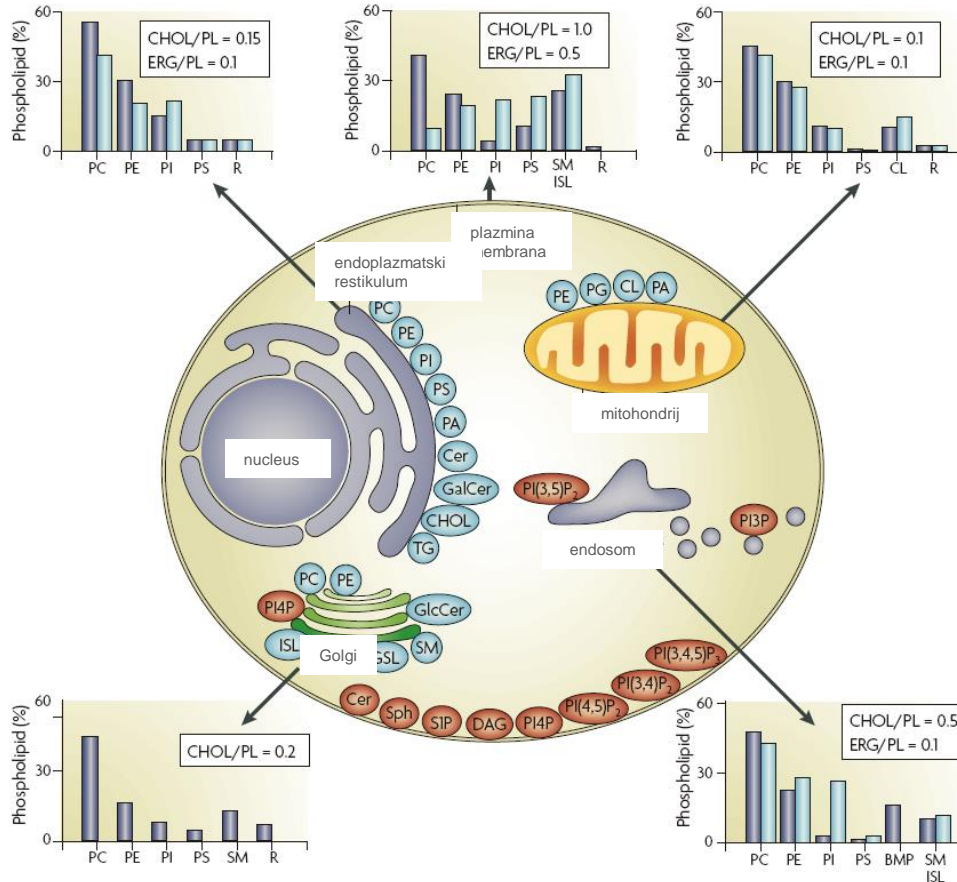 60
30
0
Phospholipid (%)
CHOL/PL = 0.15
ERG/PL = 0.1
PC PE PI PS R
60
30
0
Phospholipid (%)
CHOL/PL = 1.0
ERG/PL = 0.5
PC PE PI PS SM R
ISL
60
30
0
Phospholipid (%)
CHOL/PL = 0.1
ERG/PL = 0.1
PC PE PI PS CL R
plazmina
membrana
endoplazmatski
restikulum
PC
PE
PI
PS
PA
Cer
GalCer
CHOL
TG
PE PG CL PA
mitohondrij
nucleus
PI(3,5)P2
PI3P
endosom
PC PE
PI4P
GlcCer
ISL
Golgi
GSL
SM
Cer
Sph
S1P
DAG
PI4P
PI(4,5)P2
PI(3,4)P2
PI(3,4,5)P3
60
30
0
Phospholipid (%)
CHOL/PL = 0.2
PC PE PI PS SM R
60
30
0
Phospholipid (%)
CHOL/PL = 0.5
ERG/PL = 0.1
PC PE PI PS BMP SM
ISL